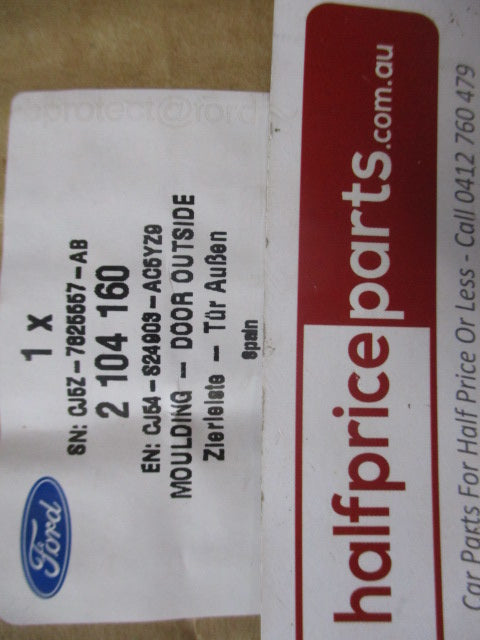 bprotect@ford
Ford
1 x
SN: CJ5Z-7825557-AB
2 104 160
EN: CJ54-S24903-AC5YZ9
MOULDING -- DOOR OUTSIDE
Zierleiste -- Tür Außen
spain
halfpriceparts.com.au
Car Parts For Half Price Or Less - Call 0412 760 479